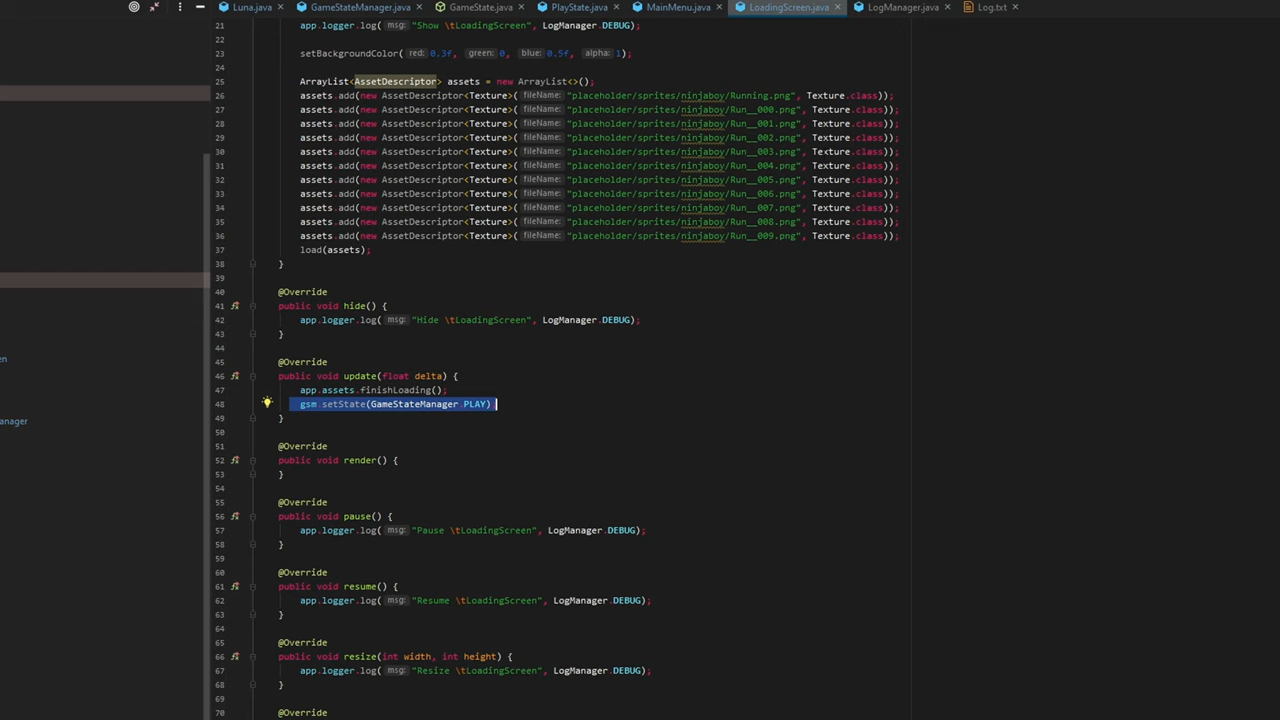 Luna.java GameStateManager.java GameState.java PlayState.java MainMenu.java LoadingScreen.java LogManager.java Log.txt
21 app.logger.log( msg: "Show \tLoadingScreen", LogManager.DEBUG);
22
23 setBackgroundColor( red: 0.3f, green: 0, blue: 0.5f, alpha: 1);
24
25 ArrayList<AssetDescriptor> assets = new ArrayList<>();
26 assets.add(new AssetDescriptor<Texture>( fileName: "placeholder/sprites/ninjaboy/Running.png", Texture.class));
27 assets.add(new AssetDescriptor<Texture>( fileName: "placeholder/sprites/ninjaboy/Run__000.png", Texture.class));
28 assets.add(new AssetDescriptor<Texture>( fileName: "placeholder/sprites/ninjaboy/Run__001.png", Texture.class));
29 assets.add(new AssetDescriptor<Texture>( fileName: "placeholder/sprites/ninjaboy/Run__002.png", Texture.class));
30 assets.add(new AssetDescriptor<Texture>( fileName: "placeholder/sprites/ninjaboy/Run__003.png", Texture.class));
31 assets.add(new AssetDescriptor<Texture>( fileName: "placeholder/sprites/ninjaboy/Run__004.png", Texture.class));
32 assets.add(new AssetDescriptor<Texture>( fileName: "placeholder/sprites/ninjaboy/Run__005.png", Texture.class));
33 assets.add(new AssetDescriptor<Texture>( fileName: "placeholder/sprites/ninjaboy/Run__006.png", Texture.class));
34 assets.add(new AssetDescriptor<Texture>( fileName: "placeholder/sprites/ninjaboy/Run__007.png", Texture.class));
35 assets.add(new AssetDescriptor<Texture>( fileName: "placeholder/sprites/ninjaboy/Run__008.png", Texture.class));
36 assets.add(new AssetDescriptor<Texture>( fileName: "placeholder/sprites/ninjaboy/Run__009.png", Texture.class));
37 load(assets);
38 }
39
40 @Override
41 public void hide() {
42 app.logger.log( msg: "Hide \tLoadingScreen", LogManager.DEBUG);
43 }
44
45 @Override
en
46 public void update(float delta) {
47 app.assets.finishLoading();
48 gsm.setState(GameStateManager.PLAY);
49 }
anager
50
51 @Override
52 public void render() {
53 }
54
55 @Override
56 public void pause() {
57 app.logger.log( msg: "Pause \tLoadingScreen", LogManager.DEBUG);
58 }
59
60 @Override
61 public void resume() {
62 app.logger.log( msg: "Resume \tLoadingScreen", LogManager.DEBUG);
63 }
64
65 @Override
66 public void resize(int width, int height) {
67 app.logger.log( msg: "Resize \tLoadingScreen", LogManager.DEBUG);
68 }
69
70 @Override